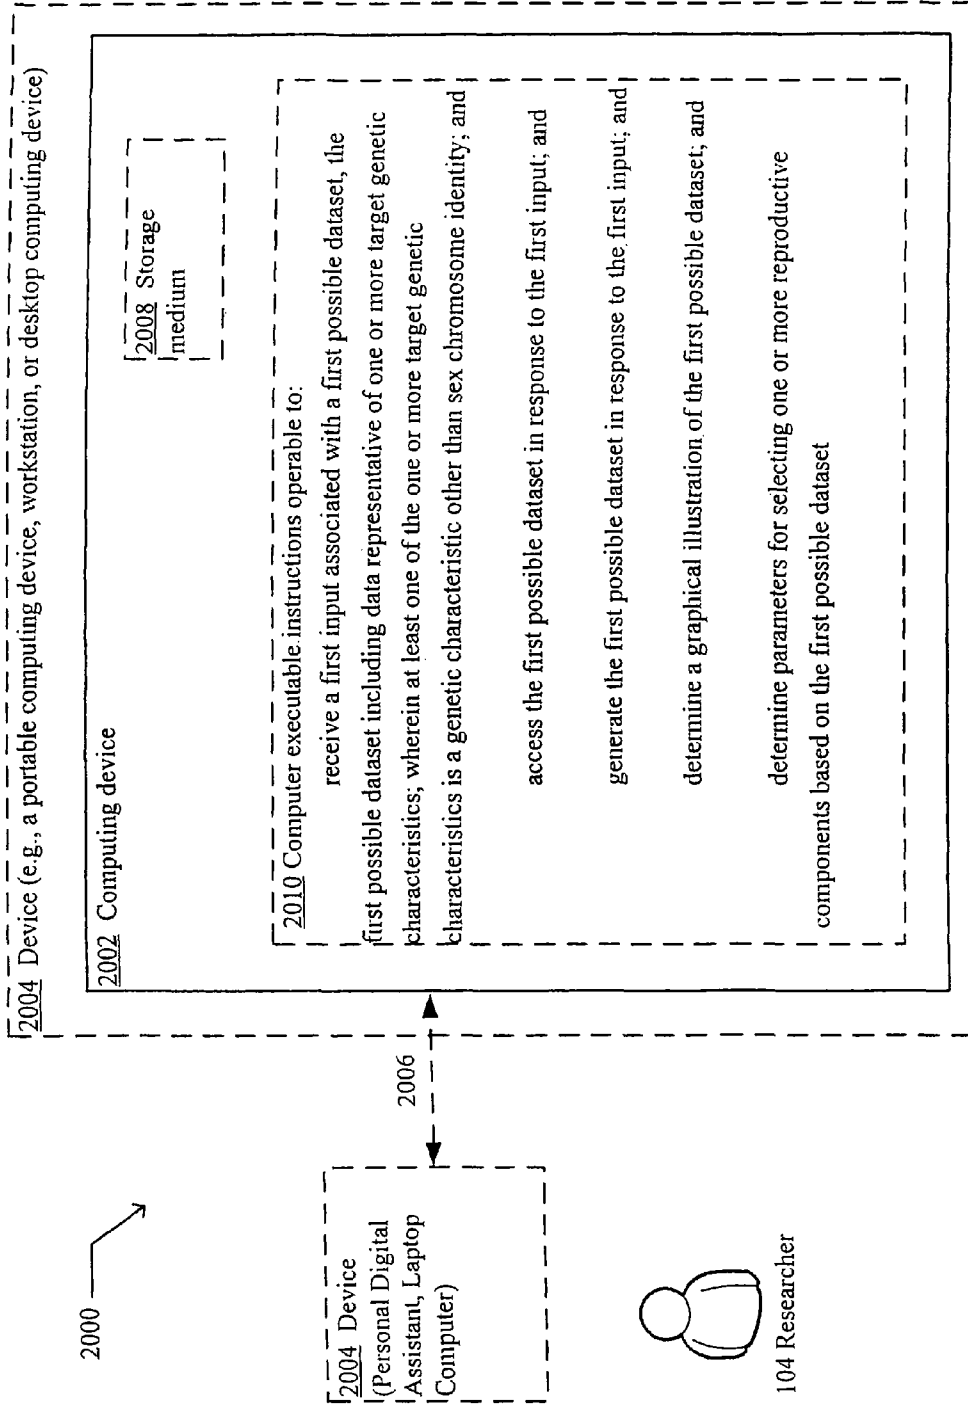 2000
2004 Device (e.g., a portable computing device, workstation, or desktop computing device)
2002 Computing device
2008 Storage
medium
2010 Computer executable instructions operable to:
receive a first input associated with a first possible dataset, the
first possible dataset including data representative of one or more target genetic
characteristics; wherein at least one of the one or more target genetic
characteristics is a genetic characteristic other than sex chromosome identity; and
access the first possible dataset in response to the first input; and
generate the first possible dataset in response to the first input; and
determine a graphical illustration of the first possible dataset; and
determine parameters for selecting one or more reproductive
components based on the first possible dataset
2006
2004 Device
(Personal Digital
Assistant, Laptop
Computer)
104 Researcher